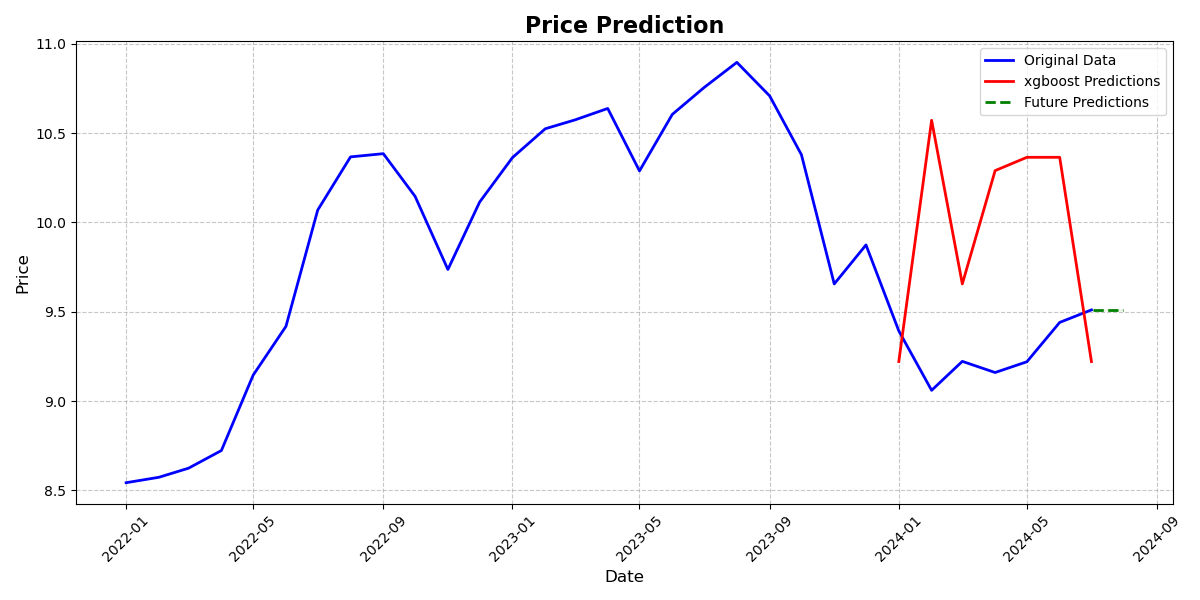 Price Prediction
Original Data
xgboost Predictions
Future Predictions
Price
11.0
10.5
10.0
9.5
9.0
8.5
2022-01
2022-05
2022-09
2023-01
2023-05
2023-09
2024-01
2024-05
2024-09
Date